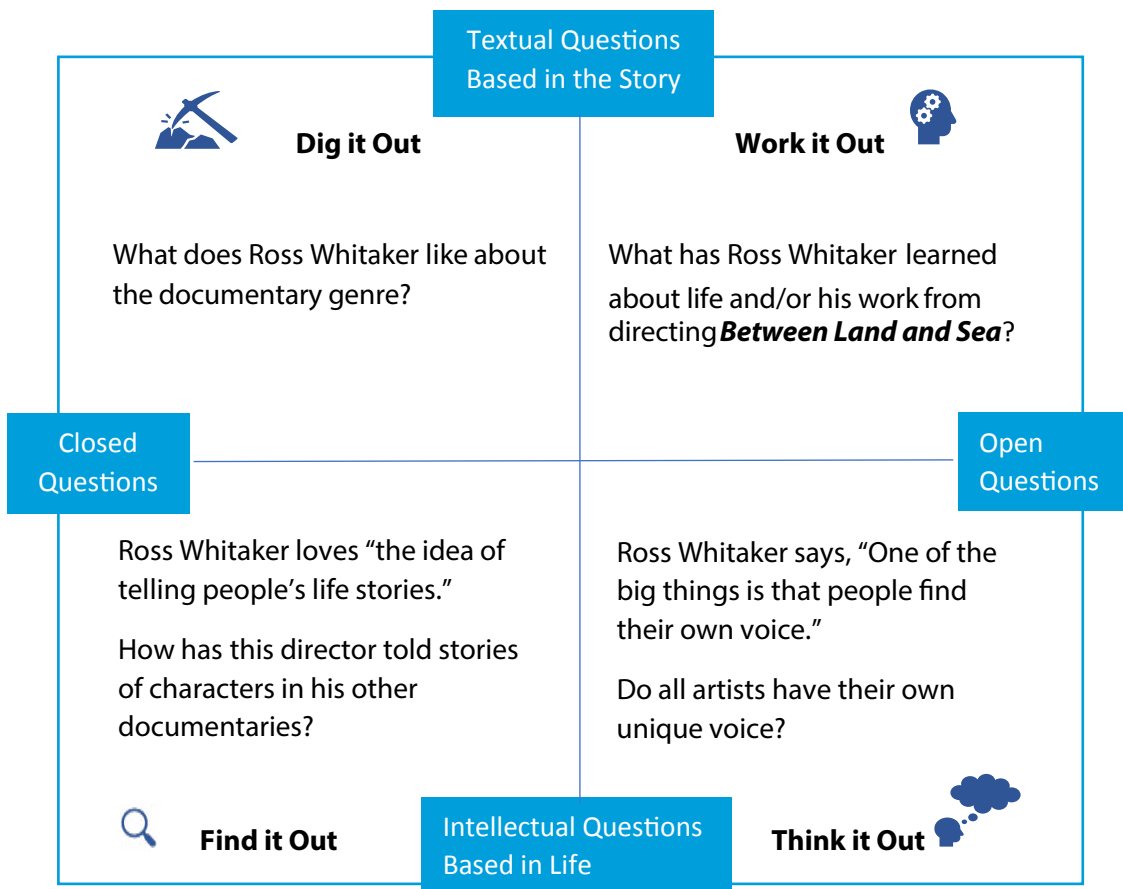 Textual Questions
Based in the Story
Dig it Out
Work it Out
What does Ross Whitaker like about
the documentary genre?
What has Ross Whitaker learned
about life and/or his work from
directing Between Land and Sea?
Closed
Questions
Open
Questions
Ross Whitaker loves “the idea of
telling people’s life stories.”
How has this director told stories
of characters in his other
documentaries?
Ross Whitaker says, “One of the
big things is that people find
their own voice.”
Do all artists have their own
unique voice?
Find it Out
Intellectual Questions
Based in Life
Think it Out